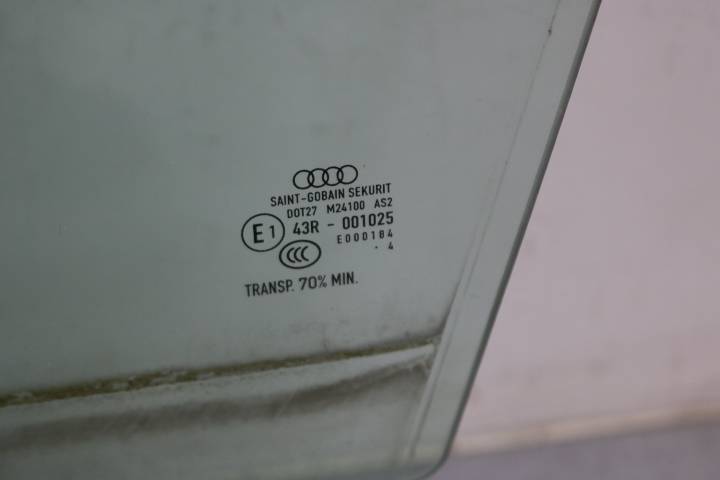 SAINT-GOBAIN SEKURIT
DOT27 M24100 AS2
E1 43R - 001025
E000184
CCC . 4
TRANSP. 70% MIN.